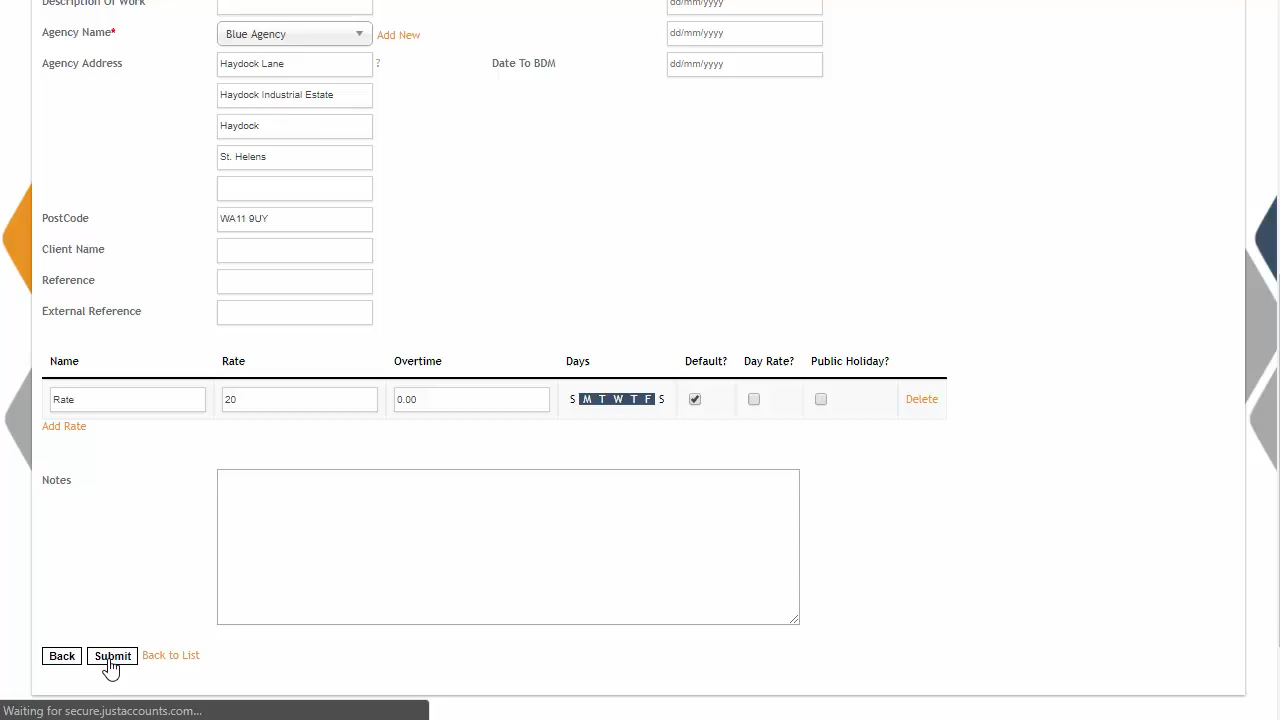 Description Of Work
dd/mm/yyyy
Agency Name*
Blue Agency
Add New
dd/mm/yyyy
Agency Address
Haydock Lane
?
Date To BDM
dd/mm/yyyy
Haydock Industrial Estate
Haydock
St. Helens
PostCode
WA11 9UY
Client Name
Reference
External Reference
Name Rate Overtime Days Default? Day Rate? Public Holiday?
Rate 20 0.00 S M T W T F S Delete
Add Rate
Notes
Back Submit Back to List
Waiting for secure.justaccounts.com...